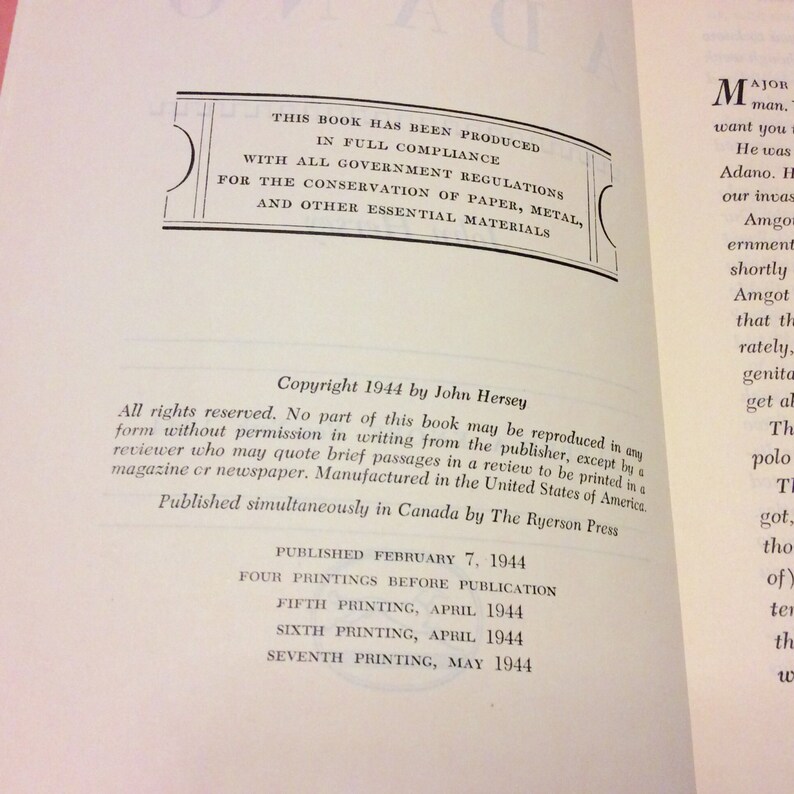 THIS BOOK HAS BEEN PRODUCED
IN FULL COMPLIANCE
WITH ALL GOVERNMENT REGULATIONS
FOR THE CONSERVATION OF PAPER, METAL,
AND OTHER ESSENTIAL MATERIALS
Copyright 1944 by John Hersey
All rights reserved. No part of this book may be reproduced in any
form without permission in writing from the publisher, except by a
reviewer who may quote brief passages in a review to be printed in a
magazine or newspaper. Manufactured in the United States of America.
Published simultaneously in Canada by The Ryerson Press
PUBLISHED FEBRUARY 7, 1944
FOUR PRINTINGS BEFORE PUBLICATION
FIFTH PRINTING, APRIL 1944
SIXTH PRINTING, APRIL 1944
SEVENTH PRINTING, MAY 1944
MAJOR
man.
want you
He was
Adano. H
our invas
Amgot
ernment
shortly
Amgot
that th
rately,
genita
get al
Th
polo
Th
got,
tho
of)
ter
th
w